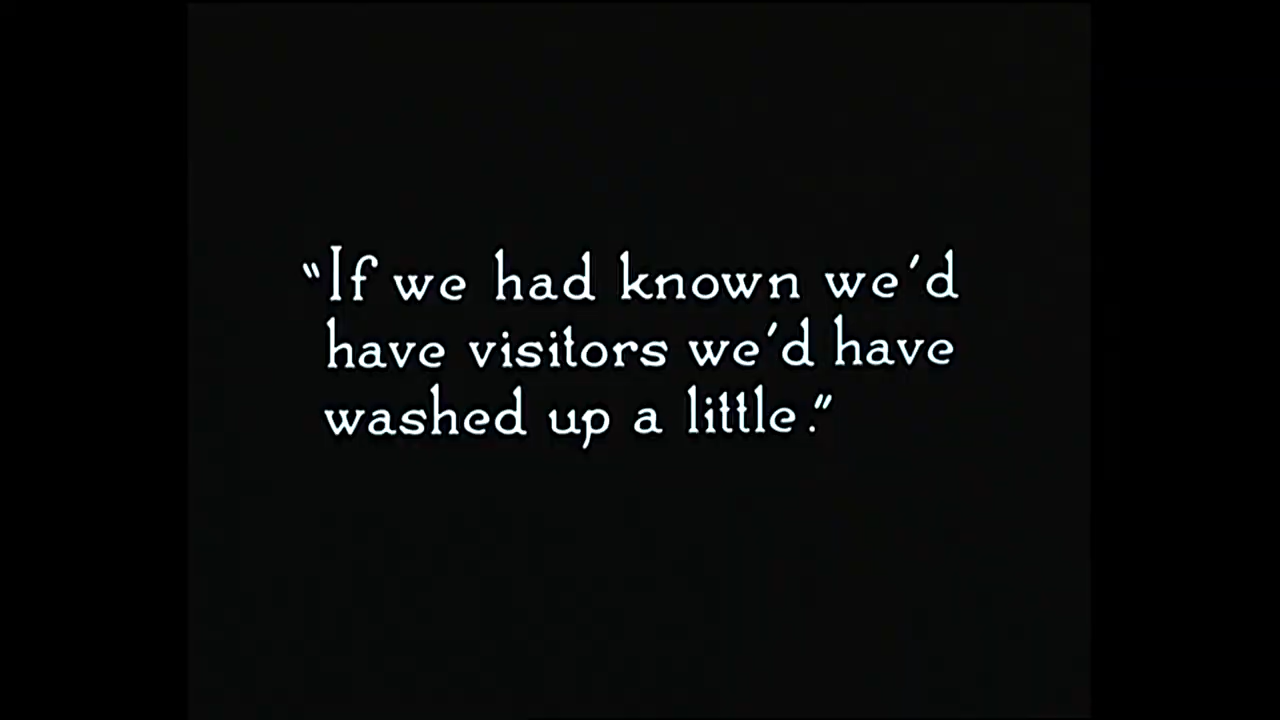 “If we had known we'd
have visitors we'd have
washed up a little.”